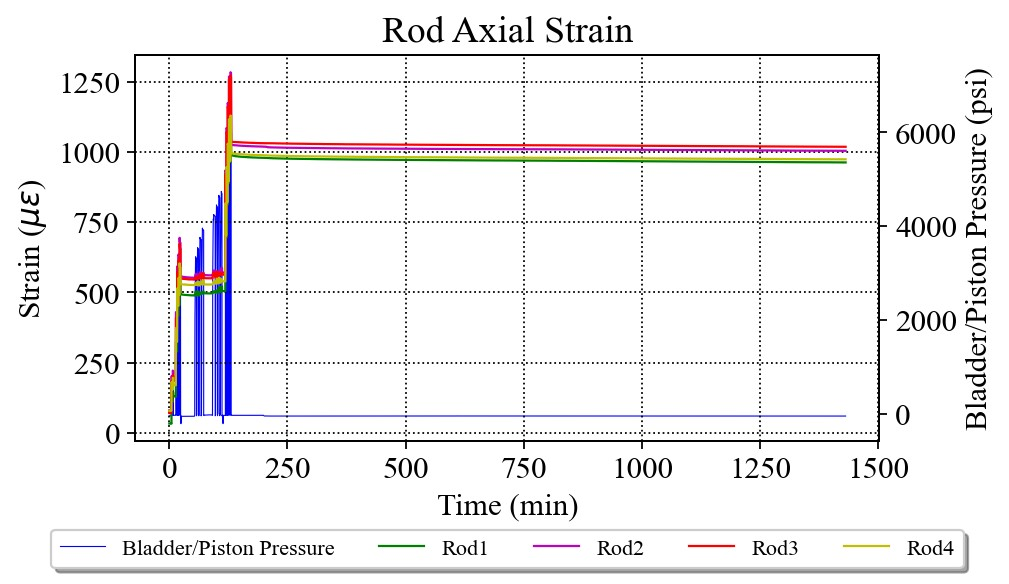 Rod Axial Strain
1250
1000
750
500
250
0
Strain (με)
6000
4000
2000
0
Bladder/Piston Pressure (psi)
0 250 500 750 1000 1250 1500
Time (min)
Bladder/Piston Pressure Rod1 Rod2 Rod3 Rod4